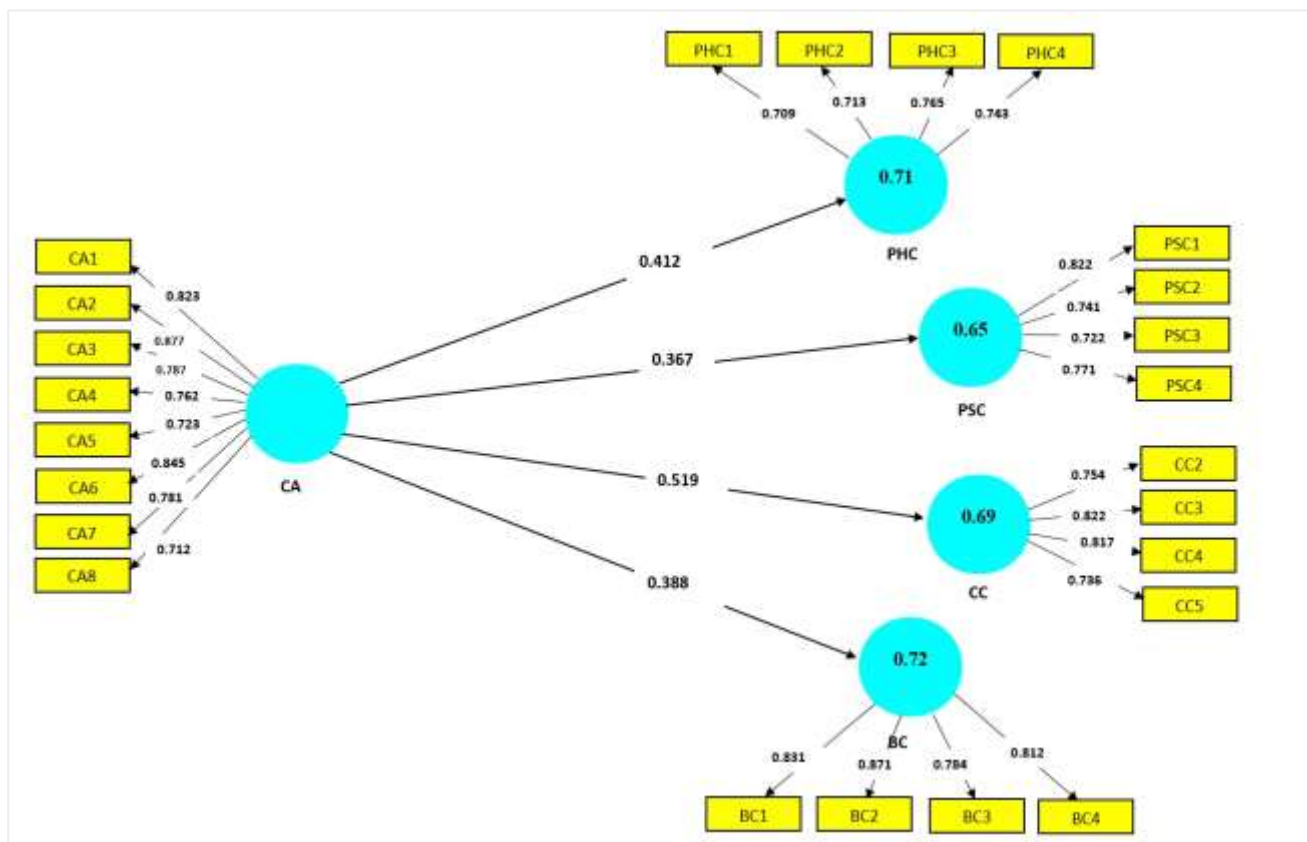 PHC1 PHC2 PHC3 PHC4
0.709 0.713 0.765 0.743
0.71
PHC
0.412
CA1
CA2
CA3
CA4
CA5
CA6
CA7
CA8
0.823
0.877
0.787
0.762
0.723
0.845
0.781
0.712
CA
0.367
0.65
PSC
0.822
0.741
0.722
0.771
PSC1
PSC2
PSC3
PSC4
0.519
0.69
CC
0.754
0.822
0.817
0.736
CC2
CC3
CC4
CC5
0.388
0.72
BC
0.831 0.871 0.784 0.812
BC1 BC2 BC3 BC4